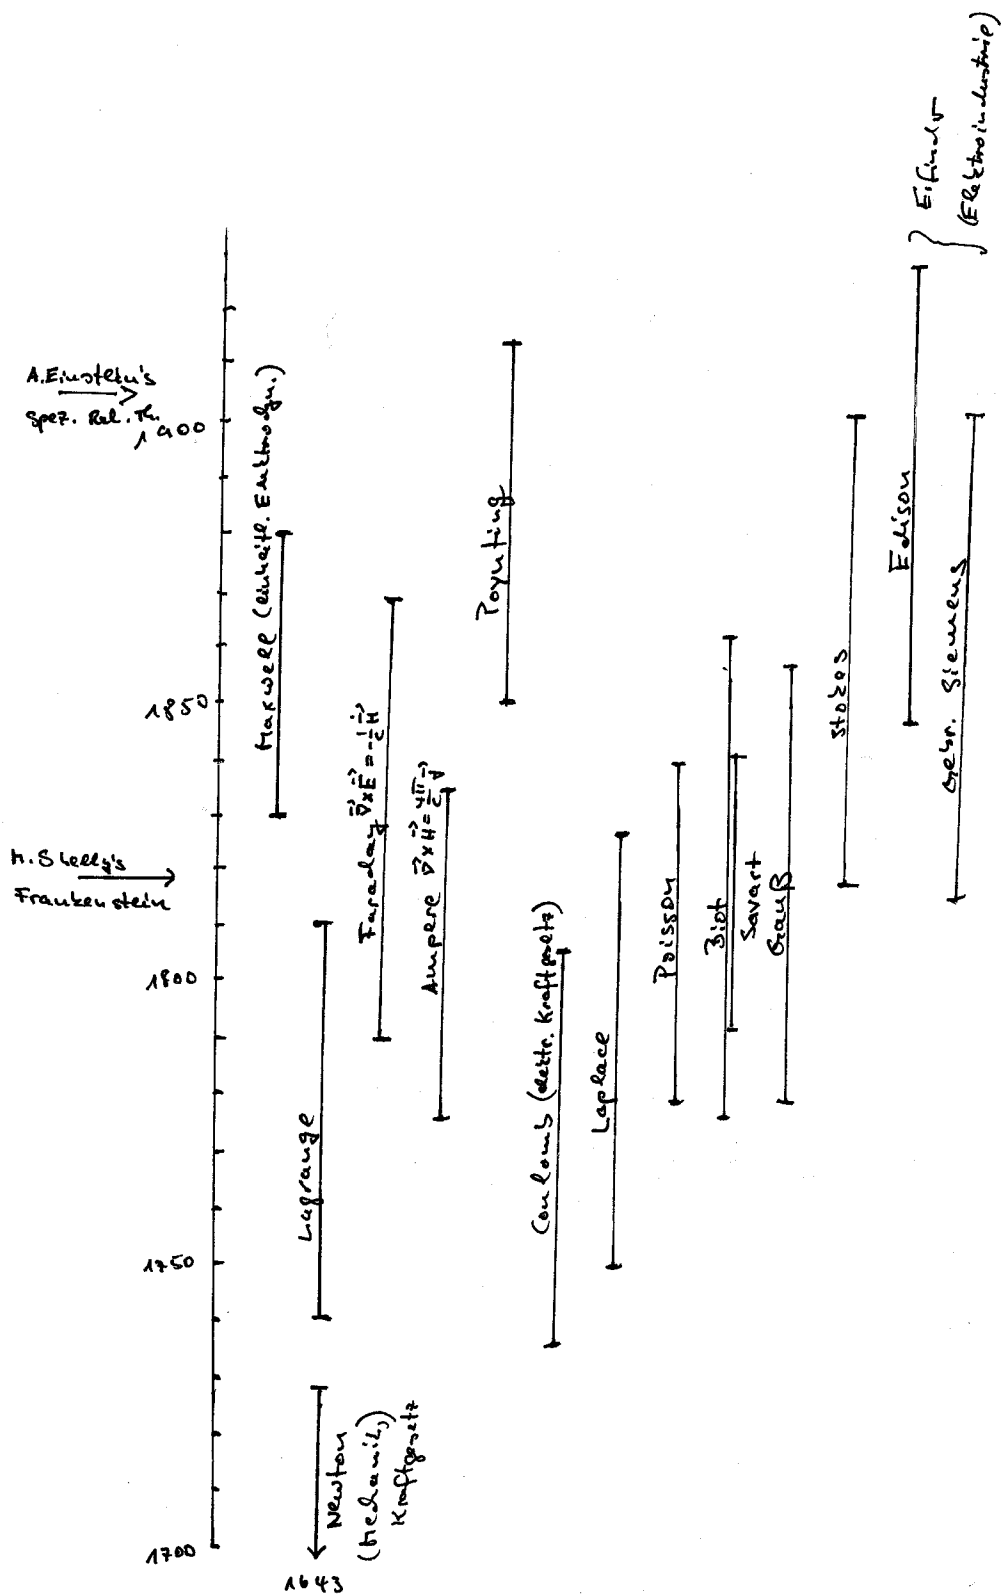 Erfinder
(Elektroindustrie)
A. Einstein's
Spez. Rel. Th.
1900
Maxwell (einheitl. Elektrodyn.)
Poynting
Edison
Gebr. Siemens
Stokes
1850
Faraday ∇⃗×E⃗ = -1/c Ḣ⃗
Ampere ∇⃗×H⃗ = 4π/c
M. Shelly's
Frankenstein
Poisson
Biot
Savart
Gauß
1800
Coulomb (elektr. Kraftgesetz)
Laplace
Lagrange
1750
Newton
(Mechanik,)
Kraftgesetz
1700
1643